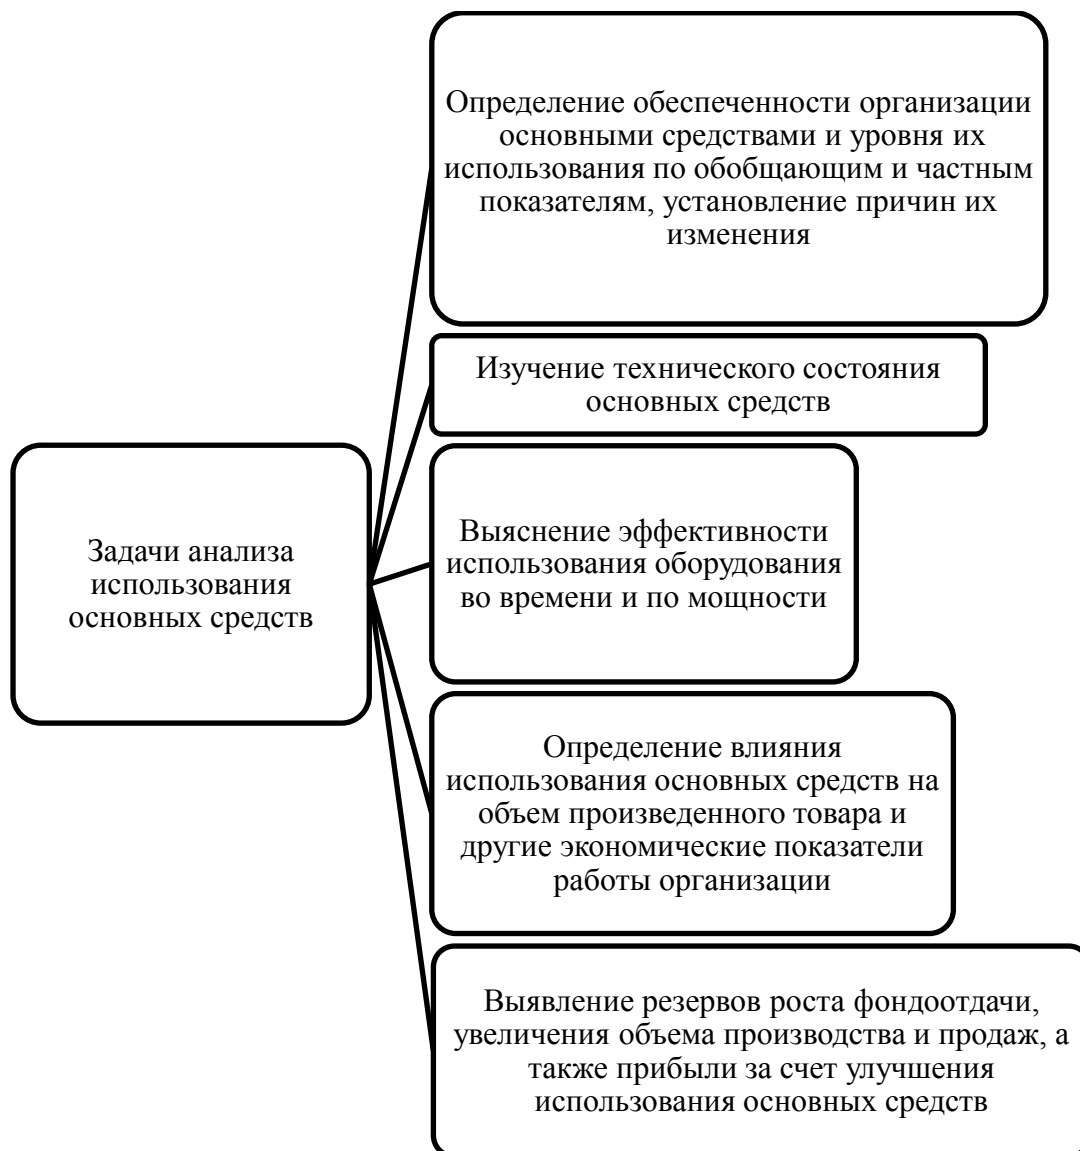 Определение обеспеченности организации
основными средствами и уровня их
использования по обобщающим и частным
показателям, установление причин их
изменения
Изучение технического состояния
основных средств
Задачи анализа
использования
основных средств
Выяснение эффективности
использования оборудования
во времени и по мощности
Определение влияния
использования основных средств на
объем произведенного товара и
другие экономические показатели
работы организации
Выявление резервов роста фондоотдачи,
увеличения объема производства и продаж, а
также прибыли за счет улучшения
использования основных средств